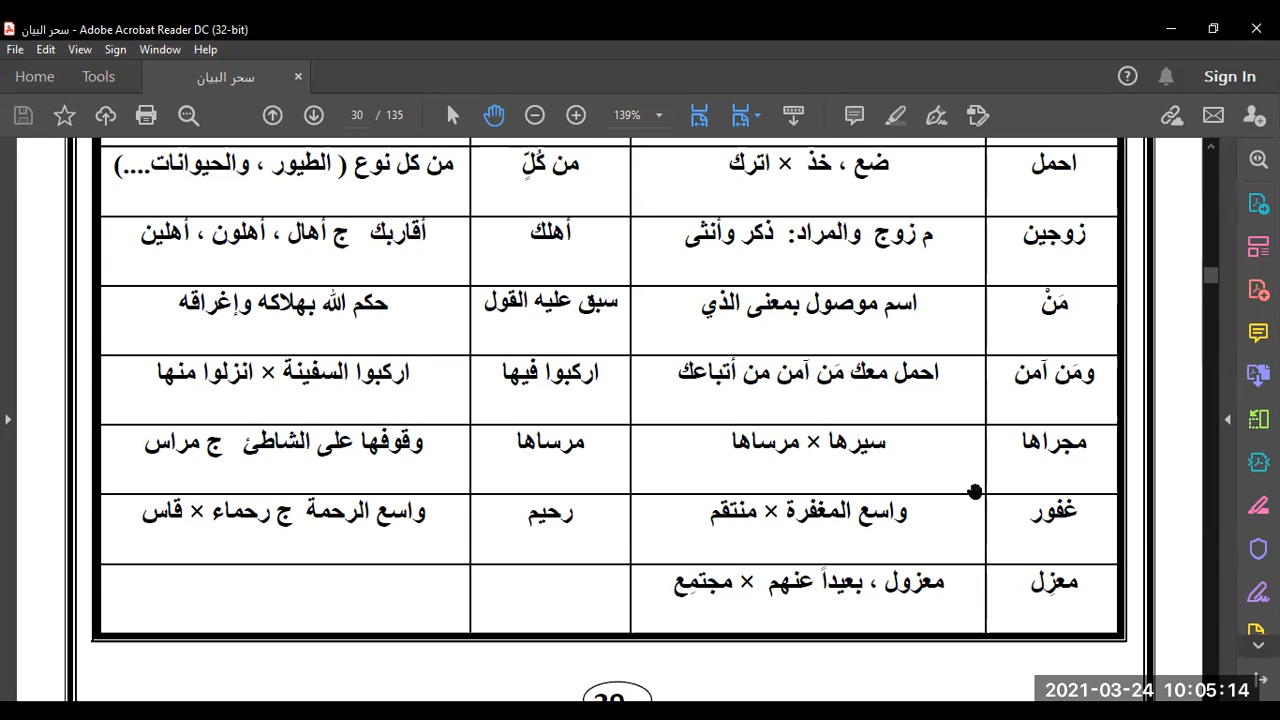 سحر البيان - Adobe Acrobat Reader DC (32-bit)
File Edit View Sign Window Help
Home Tools سحر البيان × Sign In
30 / 135 139%
احمل ضع ، خذ × اترك من كُلٍّ من كل نوع ( الطيور ، والحيوانات....)
زوجين م زوج والمراد: ذكر وأنثى أهلك أقاربك ج أهال ، أهلون ، أهلين
مَنْ اسم موصول بمعنى الذي سبق عليه القول حكم الله بهلاكه وإغراقه
ومَن آمن احمل معك مَن آمن من أتباعك اركبوا فيها اركبوا السفينة × انزلوا منها
مجراها سيرها × مرساها مرساها وقوفها على الشاطئ ج مراس
غفور واسع المغفرة × منتقم رحيم واسع الرحمة ج رحماء × قاس
معزِل معزول ، بعيداً عنهم × مجتمِع
2021-03-24 10:05:14